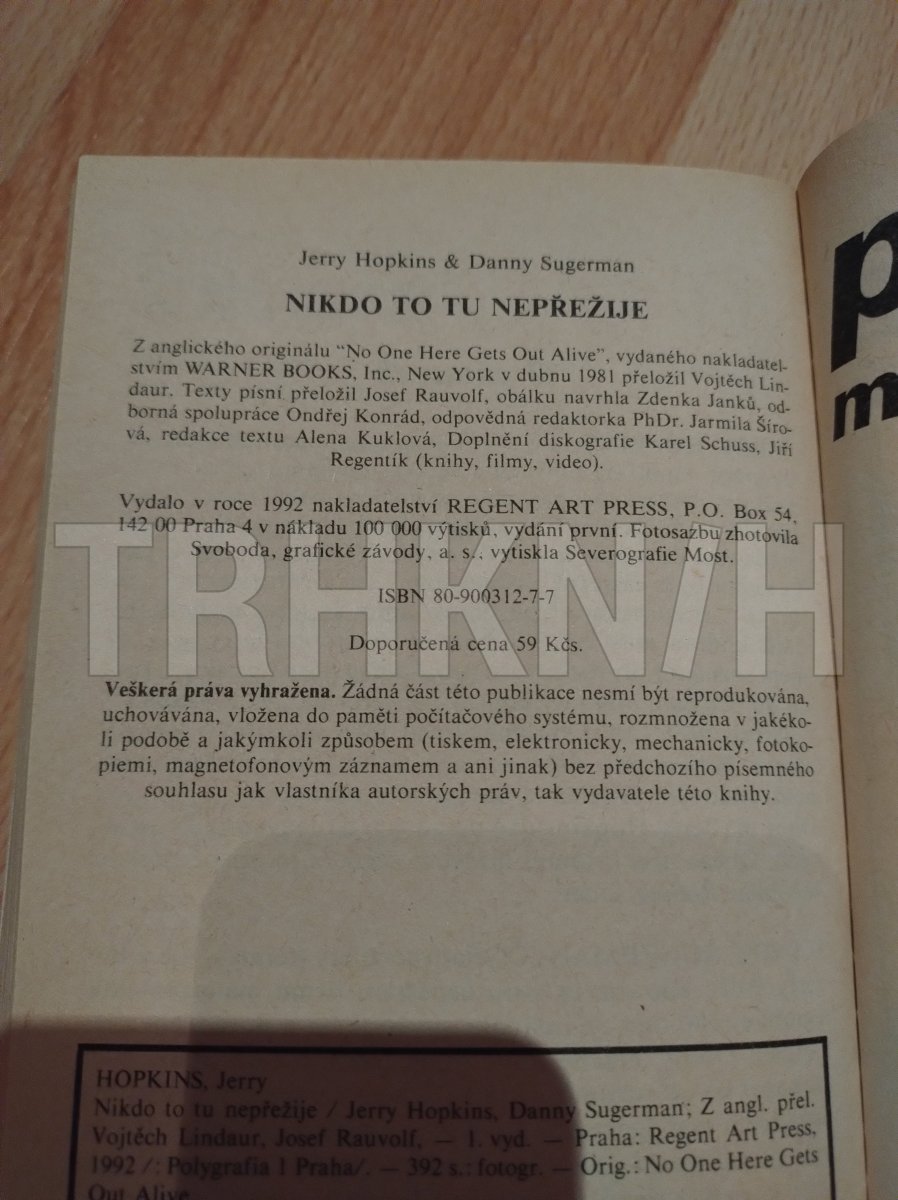 Jerry Hopkins & Danny Sugerman
NIKDO TO TU NEPŘEŽIJE
Z anglického originálu “No One Here Gets Out Alive”, vydaného nakladatel-
stvím WARNER BOOKS, Inc., New York v dubnu 1981 přeložil Vojtěch Lin-
daur. Texty písní přeložil Josef Rauvolf, obálku navrhla Zdenka Janků, od-
borná spolupráce Ondřej Konrád, odpovědná redaktorka PhDr. Jarmila Šíro-
vá, redakce textu Alena Kuklová, Doplnění diskografie Karel Schuss, Jiří
Regentík (knihy, filmy, video).
Vydalo v roce 1992 nakladatelství REGENT ART PRESS, P.O. Box 54,
142 00 Praha 4 v nákladu 100 000 výtisků, vydání první. Fotosazbu zhotovila
Svoboda, grafické závody, a. s., vytiskla Severografie Most.
TRHKNIH
ISBN 80-900312-7-7
Doporučená cena 59 Kčs.
Veškerá práva vyhražena. Žádná část této publikace nesmí být reprodukována,
uchovávána, vložena do paměti počítačového systému, rozmnožena v jakéko-
li podobě a jakýmkoli způsobem (tiskem, elektronicky, mechanicky, fotoko-
piemi, magnetofonovým záznamem a ani jinak) bez předchozího písemného
souhlasu jak vlastníka autorských práv, tak vydavatele této knihy.
HOPKINS, Jerry
Nikdo to tu nepřežije / Jerry Hopkins, Danny Sugerman; Z angl. přel.
Vojtěch Lindaur, Josef Rauvolf, — 1. vyd. — Praha: Regent Art Press,
1992 /: Polygrafia 1 Praha/. — 392 s.: fotogr. — Orig.: No One Here Gets
Out Alive
p
m